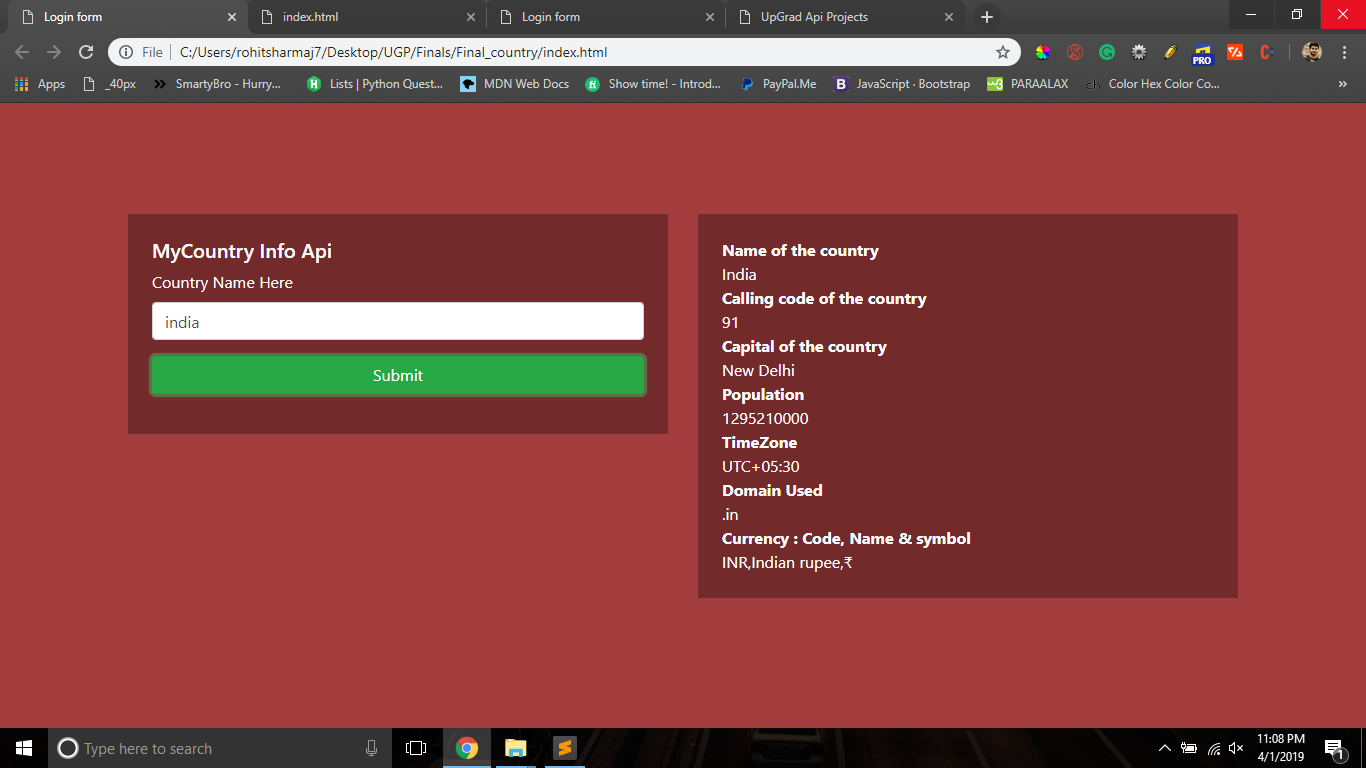 Login form
index.html
Login form
UpGrad Api Projects
File C:/Users/rohitsharmaj7/Desktop/UGP/Finals/Final_country/index.html
PRO
Apps
_40px
SmartyBro - Hurry...
Lists | Python Quest...
MDN Web Docs
Show time! - Introd...
PayPal.Me
JavaScript · Bootstrap
PARAALAX
Color Hex Color Co...
MyCountry Info Api
Country Name Here
india
Submit
Name of the country
India
Calling code of the country
91
Capital of the country
New Delhi
Population
1295210000
TimeZone
UTC+05:30
Domain Used
.in
Currency : Code, Name & symbol
INR,Indian rupee,₹
Type here to search
11:08 PM
4/1/2019
1